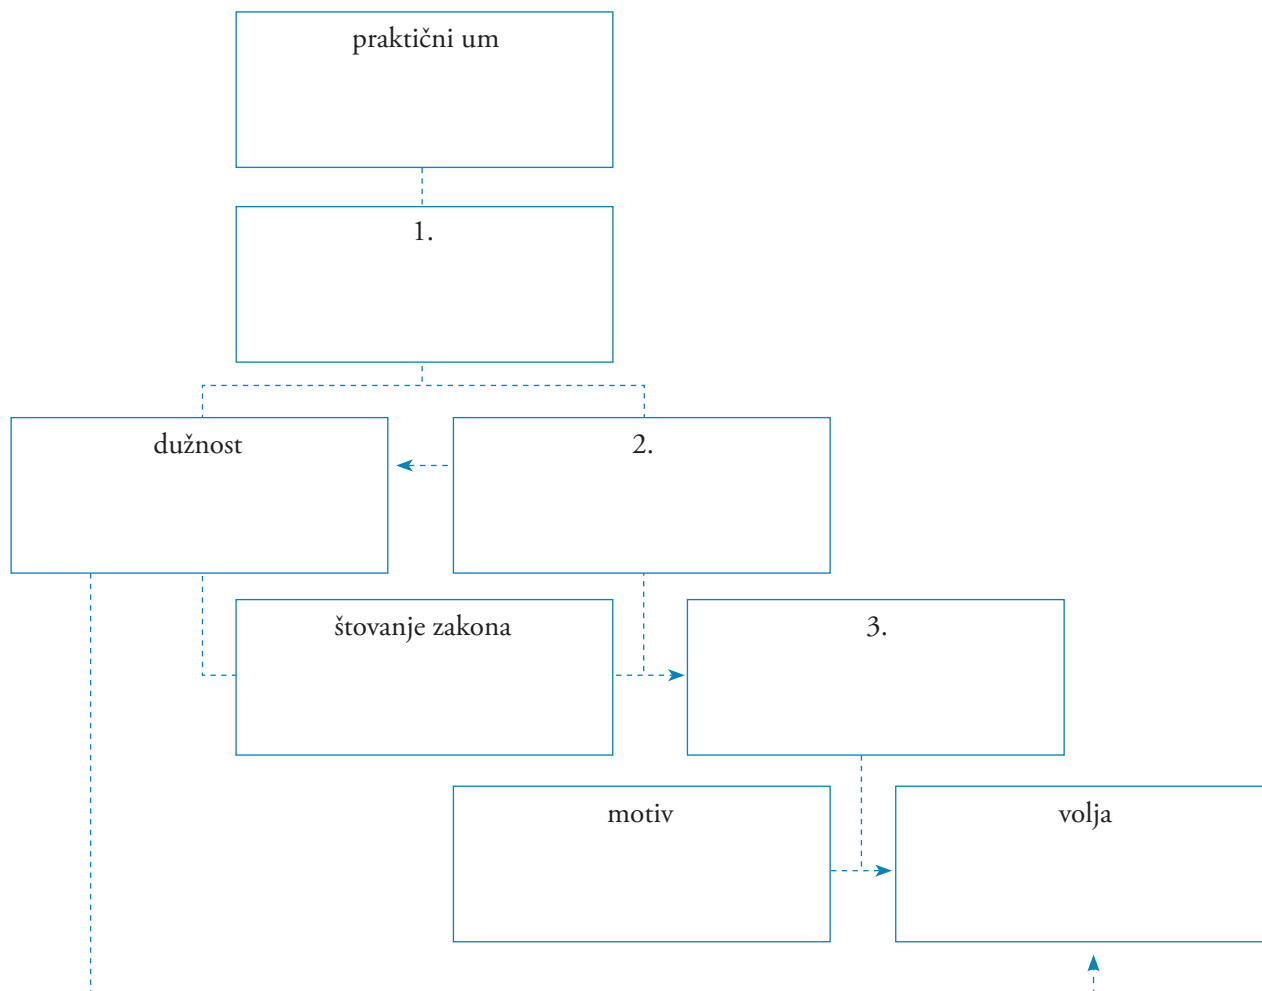 praktični um
1.
dužnost
2.
štovanje zakona
3.
motiv
volja